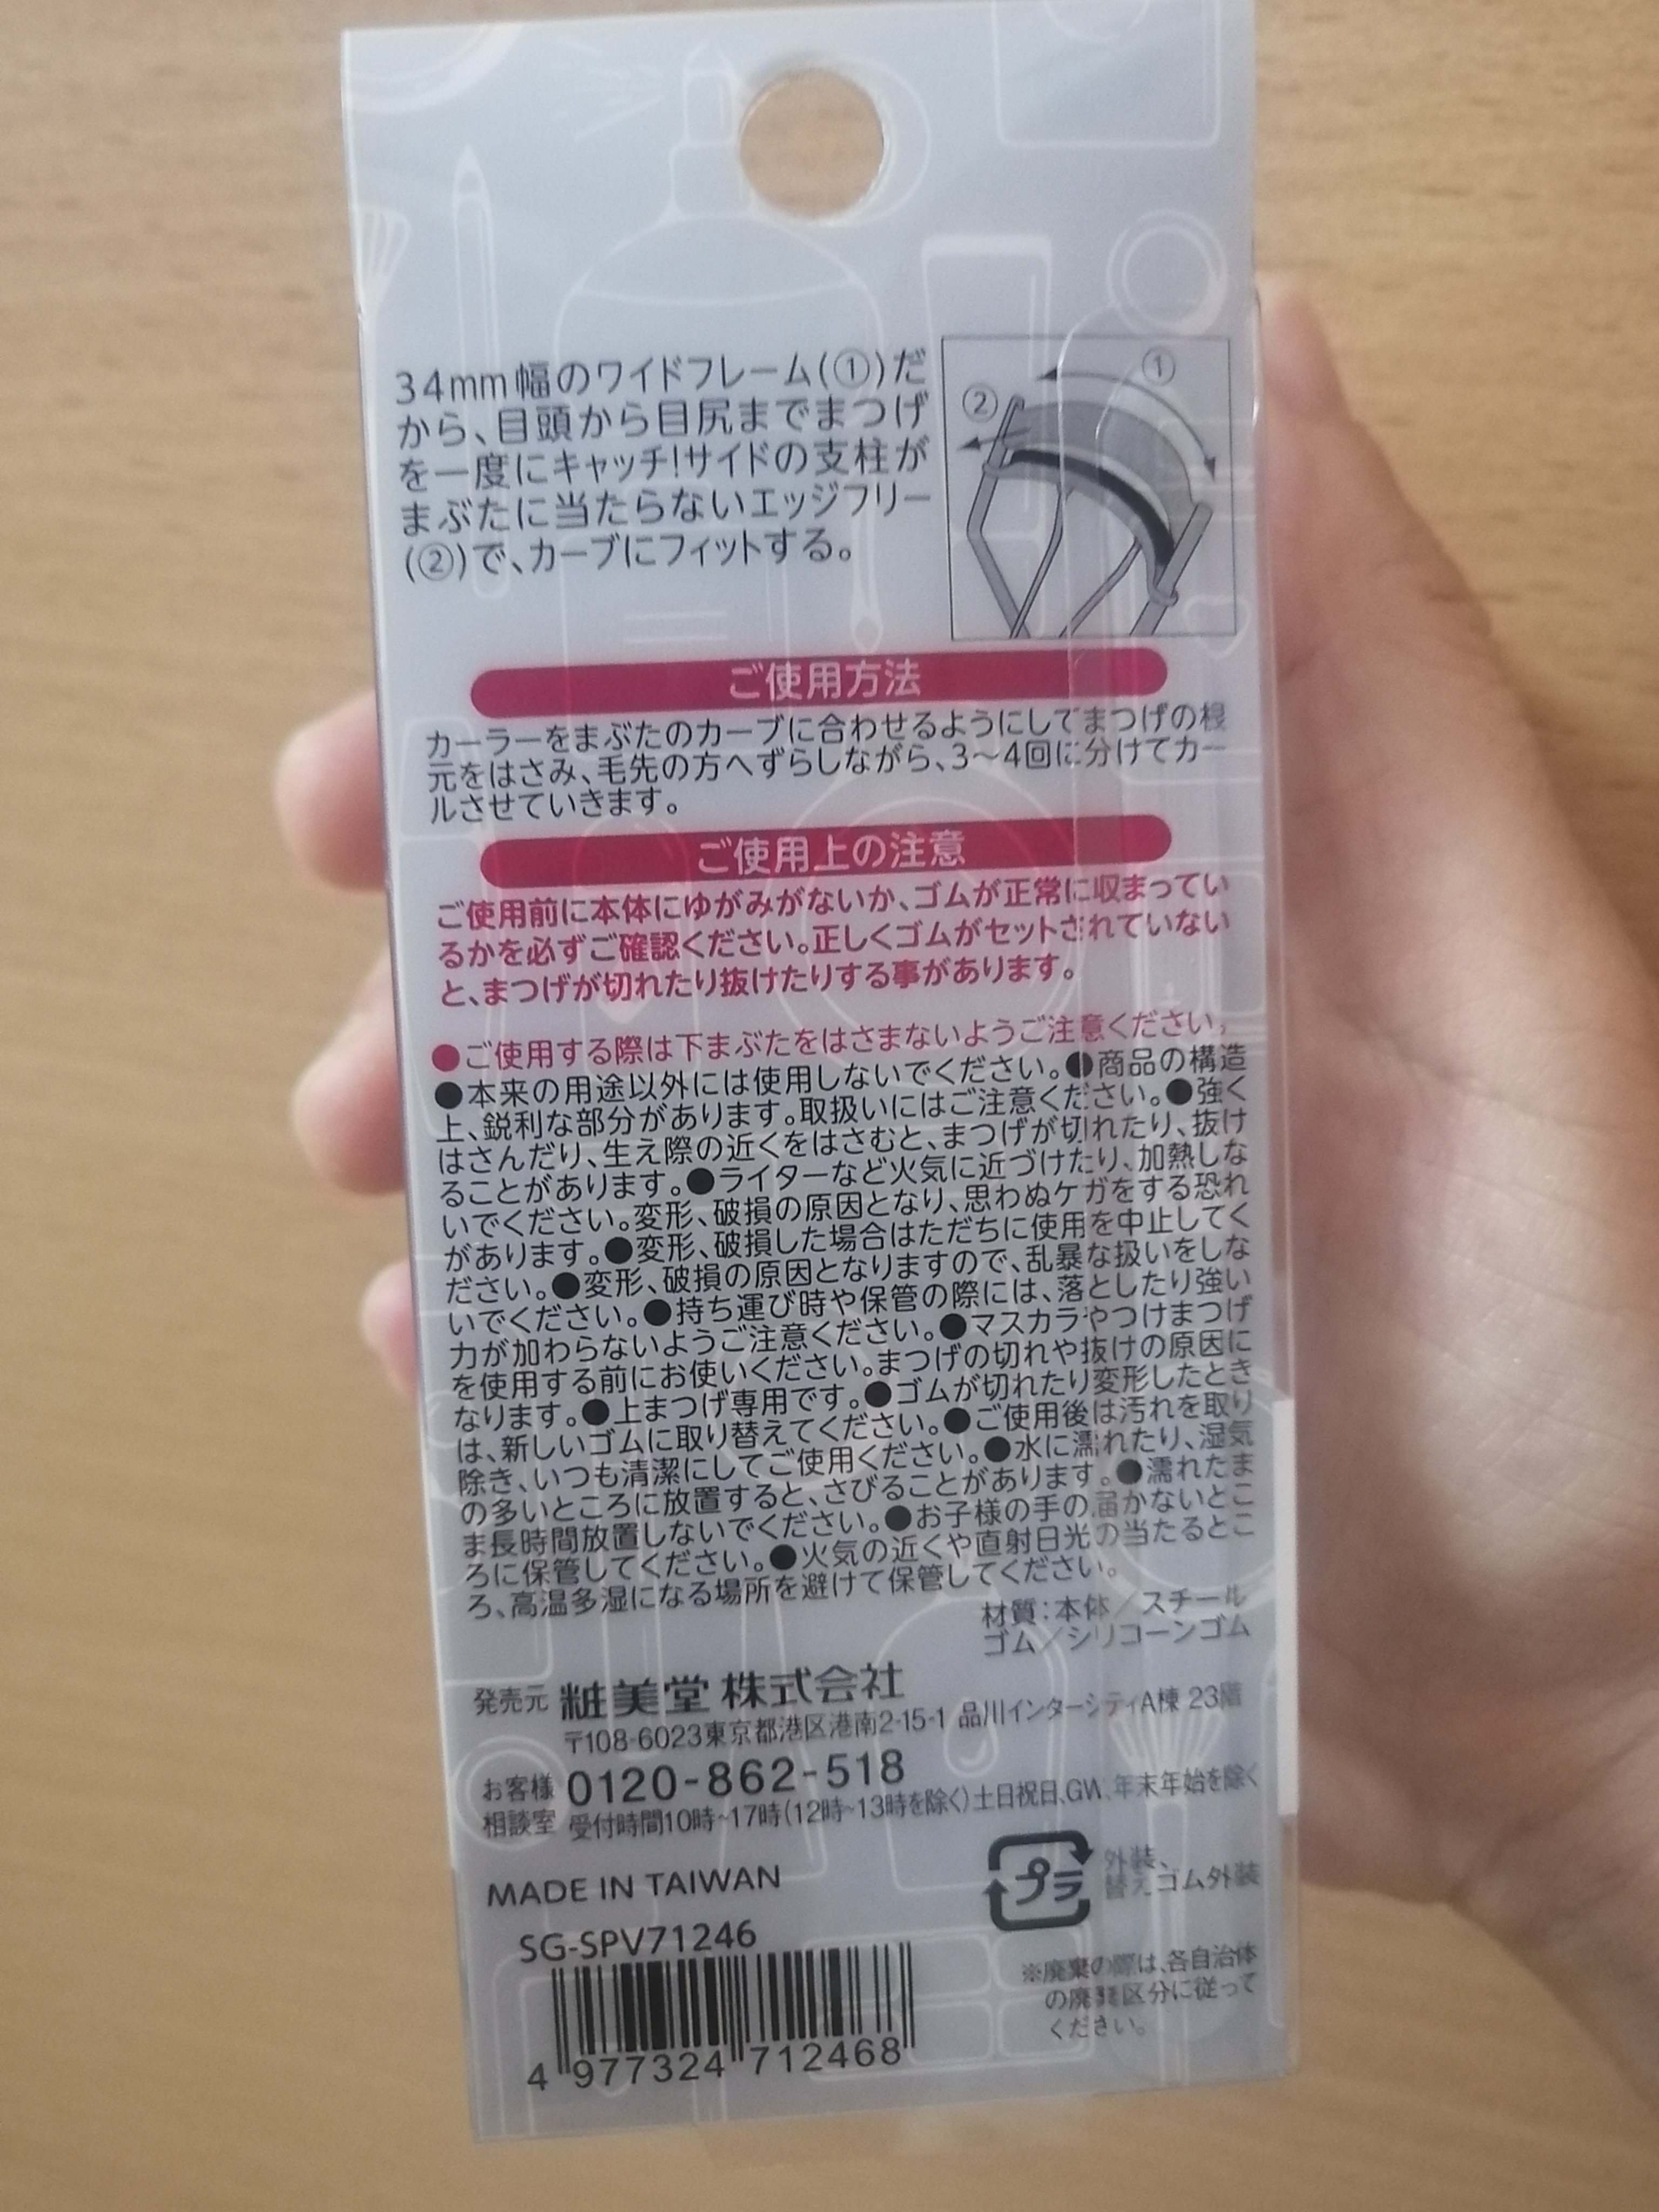 34mm幅のワイドフレーム(①)だ
から、目頭から目尻までまつげ
を一度にキャッチ!サイドの支柱が
まぶたに当たらないエッジフリー
(②)で、カーブにフィットする。
①
②
ご使用方法
カーラーをまぶたのカーブに合わせるようにしてまつげの根
元をはさみ、毛先の方へずらしながら、3〜4回に分けてカー
ルさせていきます。
ご使用上の注意
ご使用前に本体にゆがみがないか、ゴムが正常に収まってい
るかを必ずご確認ください。正しくゴムがセットされていない
と、まつげが切れたり抜けたりする事があります。
●ご使用する際は下まぶたをはさまないようご注意ください。
●本来の用途以外には使用しないでください。●商品の構造
上、鋭利な部分があります。取扱いにはご注意ください。●強く
はさんだり、生え際の近くをはさむと、まつげが切れたり、抜け
ることがあります。●ライターなど火気に近づけたり、加熱しな
いでください。変形、破損の原因となり、思わぬケガをする恐れ
があります。●変形、破損した場合はただちに使用を中止してく
ださい。●変形、破損の原因となりますので、乱暴な扱いをしな
いでください。●持ち運び時や保管の際には、落としたり強い
力が加わらないようご注意ください。●マスカラやつけまつげ
を使用する前にお使いください。まつげの切れや抜けの原因に
なります。●上まつげ専用です。●ゴムが切れたり変形したとき
は、新しいゴムに取り替えてください。●ご使用後は汚れを取り
除き、いつも清潔にしてご使用ください。●水に濡れたり、湿気
の多いところに放置すると、さびることがあります。●濡れたま
ま長時間放置しないでください。●お子様の手の届かないとこ
ろに保管してください。●火気の近くや直射日光の当たるとこ
ろ、高温多湿になる場所を避けて保管してください。
材質:本体/スチール
ゴム/シリコーンゴム
発売元 粧美堂 株式会社
〒108-6023東京都港区港南2-15-1 品川インターシティA棟 23階
お客様相談室 0120-862-518
受付時間10時~17時(12時~13時を除く)土日祝日、GW、年末年始を除く
MADE IN TAIWAN
プラ
外装、
替えゴム外装
SG-SPV71246
※廃棄の際は、各自治体
の廃棄区分に従って
ください。
4 977324 712468